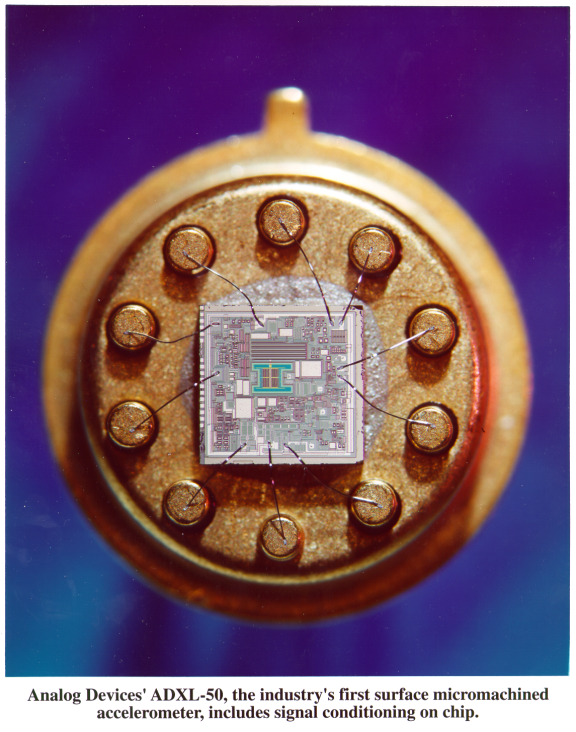 Analog Devices' ADXL-50, the industry's first surface micromachined
accelerometer, includes signal conditioning on chip.